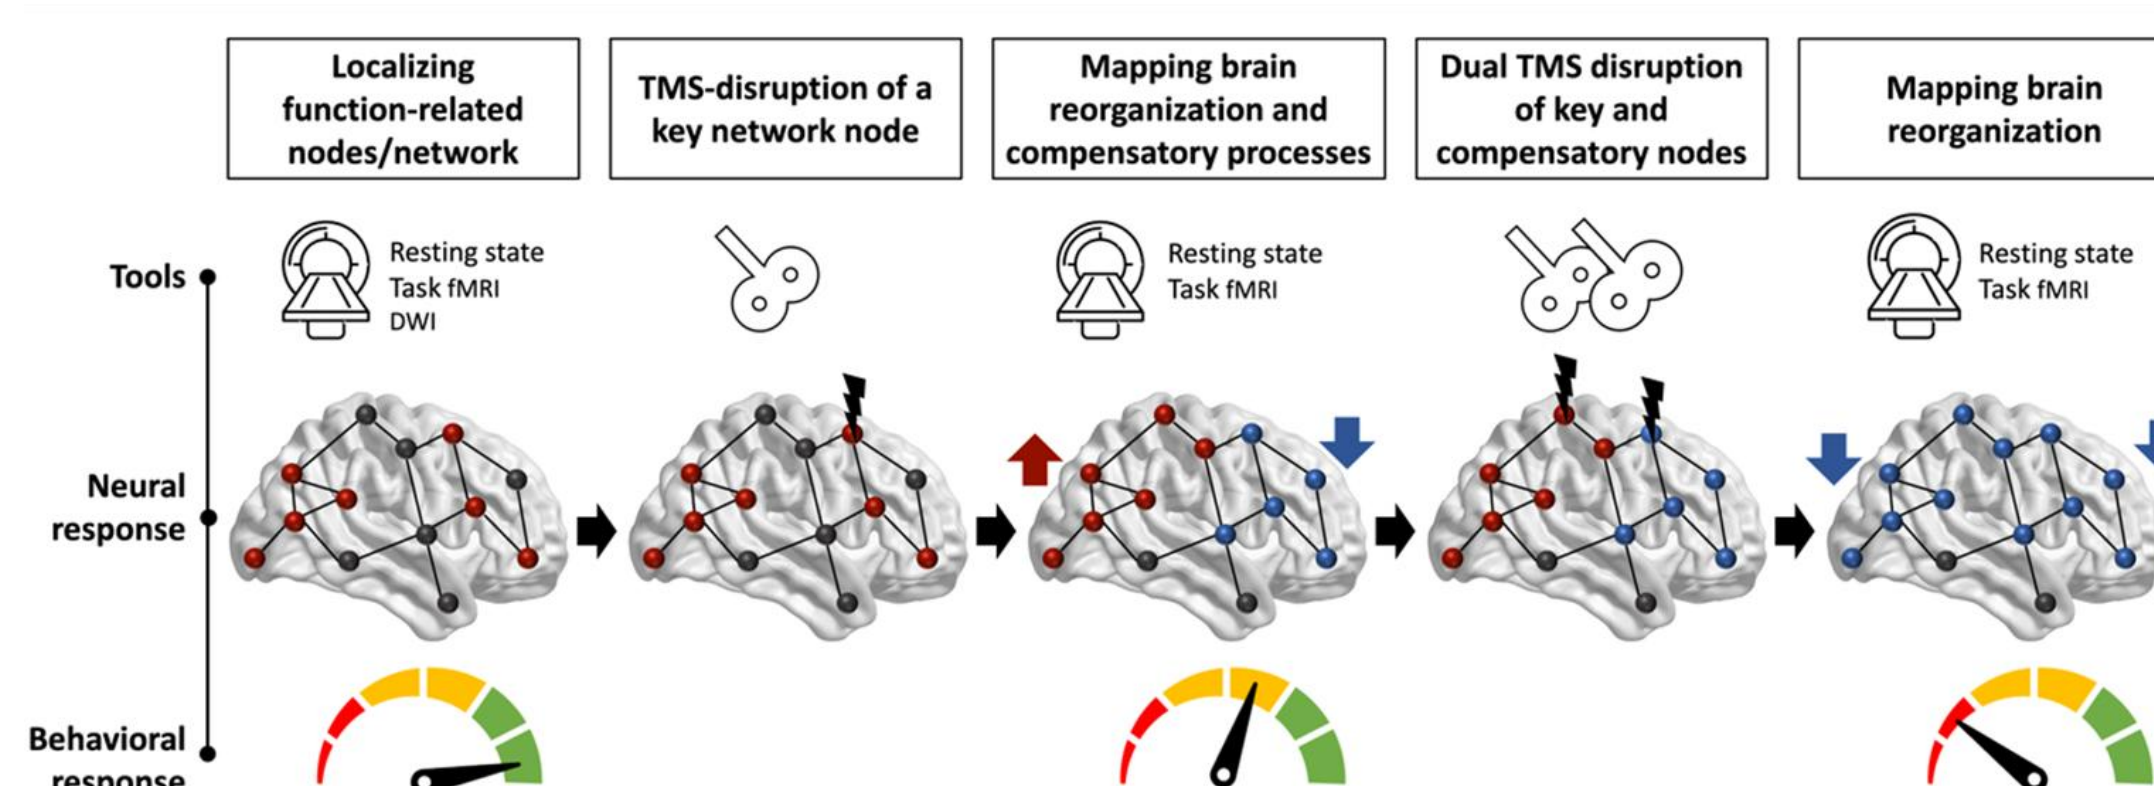 Localizing
function-related
nodes/network
TMS-disruption of a
key network node
Mapping brain
reorganization and
compensatory processes
Dual TMS disruption
of key and
compensatory nodes
Mapping brain
reorganization
Tools
Resting state
Task fMRI
DWI
Resting state
Task fMRI
Resting state
Task fMRI
Neural
response
Behavioral
response